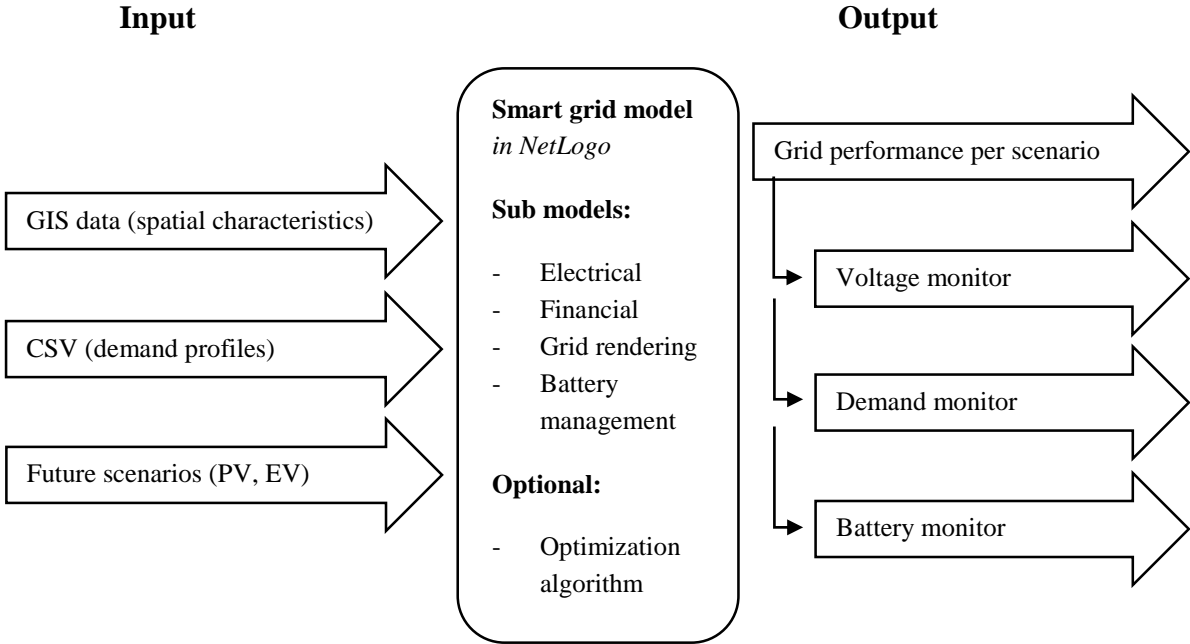 Input
Output
GIS data (spatial characteristics)
CSV (demand profiles)
Future scenarios (PV, EV)
Smart grid model
in NetLogo
Sub models:
- Electrical
- Financial
- Grid rendering
- Battery
management
Optional:
- Optimization
algorithm
Grid performance per scenario
Voltage monitor
Demand monitor
Battery monitor